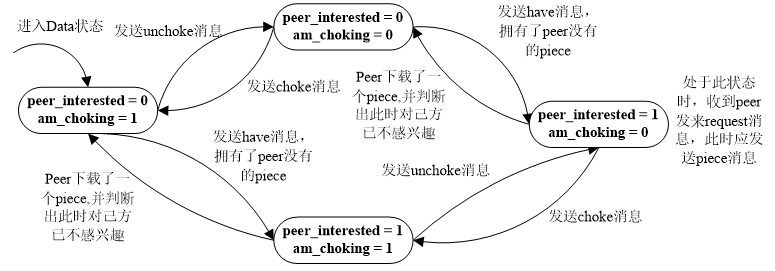 进入Data状态
发送unchoke消息
peer_interested = 0
am_choking = 0
发送have消息，
拥有了peer没有
的piece
发送choke消息
peer_interested = 0
am_choking = 1
Peer下载了一
个piece,并判断
出此时对己方
已不感兴趣
peer_interested = 1
am_choking = 0
处于此状态
时，收到peer
发来request消
息，此时应发
送piece消息
发送have消息，
拥有了peer没有
的piece
Peer下载了一
个piece,并判断
出此时对己方
已不感兴趣
发送unchoke消息
发送choke消息
peer_interested = 1
am_choking = 1